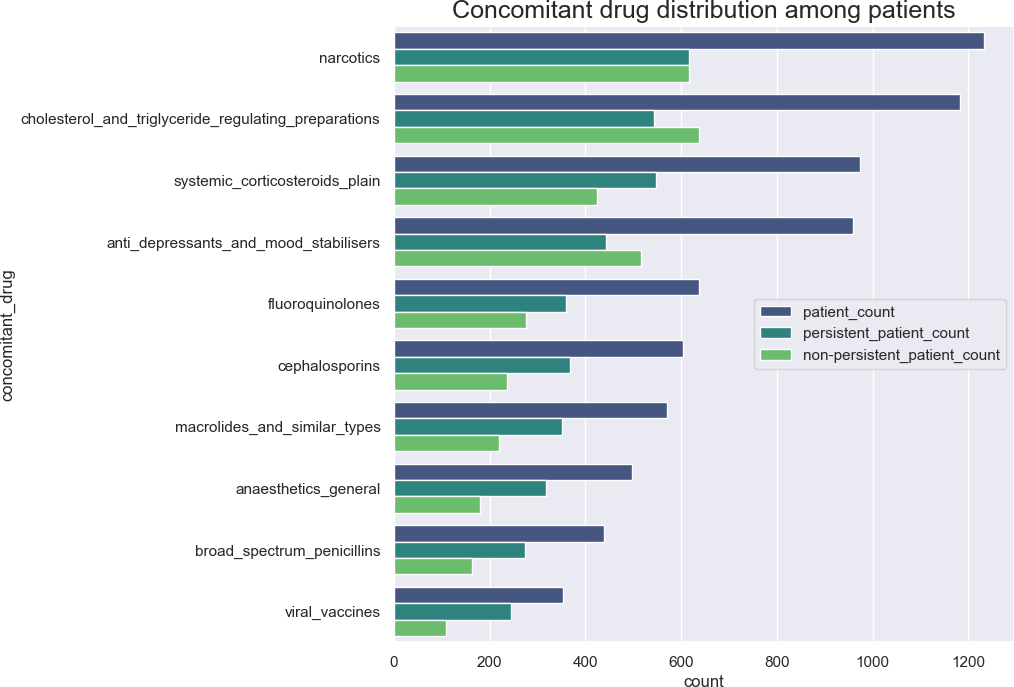 Concomitant drug distribution among patients
concomitant_drug
narcotics
cholesterol_and_triglyceride_regulating_preparations
systemic_corticosteroids_plain
anti_depressants_and_mood_stabilisers
fluoroquinolones
cephalosporins
macrolides_and_similar_types
anaesthetics_general
broad_spectrum_penicillins
viral_vaccines
patient_count
persistent_patient_count
non-persistent_patient_count
0 200 400 600 800 1000 1200
count